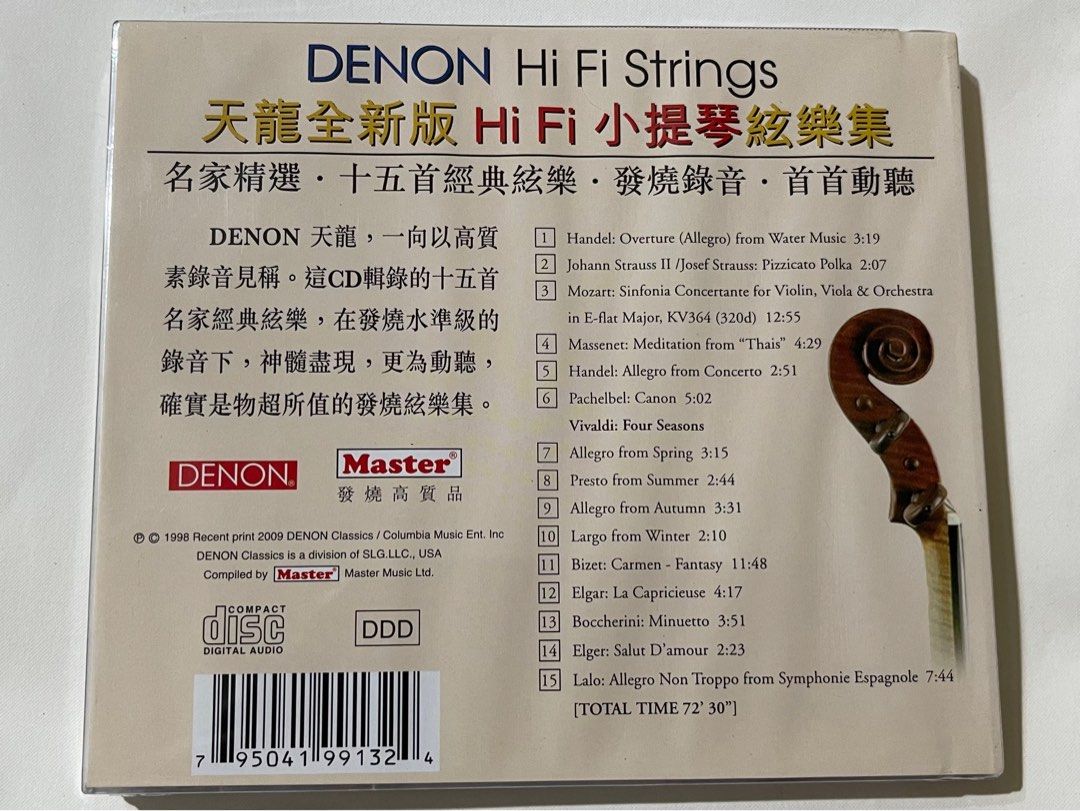 DENON Hi Fi Strings
天龍全新版 Hi Fi 小提琴絃樂集
名家精選．十五首經典絃樂．發燒錄音．首首動聽
DENON 天龍，一向以高質
素錄音見稱。這CD輯錄的十五首
名家經典絃樂，在發燒水準級的
錄音下，神髓盡現，更為動聽，
確實是物超所值的發燒絃樂集。
DENON®
Master®
發燒高質品
℗ © 1998 Recent print 2009 DENON Classics / Columbia Music Ent. Inc
DENON Classics is a division of SLG.LLC., USA
Compiled by Master® Master Music Ltd.
COMPACT
disc
DIGITAL AUDIO
DDD
7 95041 99132 4
1 Handel: Overture (Allegro) from Water Music 3:19
2 Johann Strauss II /Josef Strauss: Pizzicato Polka 2:07
3 Mozart: Sinfonia Concertante for Violin, Viola & Orchestra
in E-flat Major, KV364 (320d) 12:55
4 Massenet: Meditation from “Thais” 4:29
5 Handel: Allegro from Concerto 2:51
6 Pachelbel: Canon 5:02
Vivaldi: Four Seasons
7 Allegro from Spring 3:15
8 Presto from Summer 2:44
9 Allegro from Autumn 3:31
10 Largo from Winter 2:10
11 Bizet: Carmen - Fantasy 11:48
12 Elgar: La Capricieuse 4:17
13 Boccherini: Minuetto 3:51
14 Elger: Salut D’amour 2:23
15 Lalo: Allegro Non Troppo from Symphonie Espagnole 7:44
[TOTAL TIME 72’ 30”]